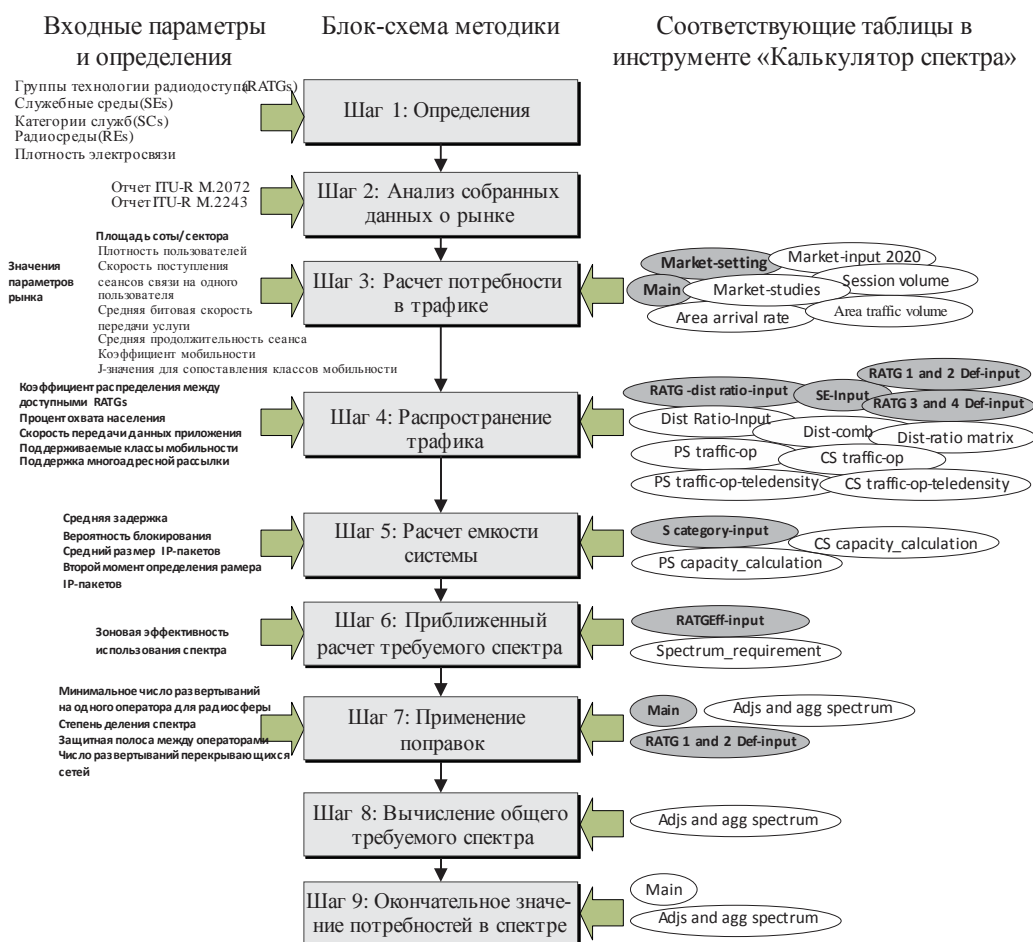 Входные параметры
и определения
Блок-схема методики
Соответствующие таблицы в
инструменте «Калькулятор спектра»
Группы технологии радиодоступа(RATGs)
Служебные среды(SEs)
Категории служб(SCs)
Радиосреды(REs)
Плотность электросвязи
Шаг 1: Определения
Отчет ITU-R M.2072
Отчет ITU-R M.2243
Шаг 2: Анализ собранных
данных о рынке
Значения
параметров
рынка
Площадь соты/сектора
Плотность пользователей
Скорость поступления
сеансов связи на одного
пользователя
Средняя битовая скорость
передачи услуги
Средняя продолжительность сеанса
Коэффициент мобильности
J-значения для сопоставления классов мобильности
Шаг 3: Расчет потребности
в трафике
Market-setting
Market-input 2020
Main
Market-studies
Session volume
Area arrival rate
Area traffic volume
Коэффициент распределения между
доступными RATGs
Процент охвата населения
Скорость передачи данных приложения
Поддерживаемые классы мобильности
Поддержка многоадресной рассылки
Шаг 4: Распространение
трафика
RATG 1 and 2 Def-input
RATG -dist ratio-input
SE-Input
RATG 3 and 4 Def-input
Dist Ratio-Input
Dist-comb
Dist-ratio matrix
PS traffic-op
CS traffic-op
PS traffic-op-teledensity
CS traffic-op-teledensity
Средняя задержка
Вероятность блокирования
Средний размер IP-пакетов
Второй момент определения рамера
IP-пакетов
Шаг 5: Расчет емкости
системы
S category-input
CS capacity_calculation
PS capacity_calculation
Зоновая эффективность
использования спектра
Шаг 6: Приближенный
расчет требуемого спектра
RATGEff-input
Spectrum_requirement
Минимальное число развертываний
на одного оператора для радиосферы
Степень деления спектра
Защитная полоса между операторами
Число развертываний перекрывающихся
сетей
Шаг 7: Применение
поправок
Main
Adjs and agg spectrum
RATG 1 and 2 Def-input
Шаг 8: Вычисление общего
требуемого спектра
Adjs and agg spectrum
Шаг 9: Окончательное значе-
ние потребностей в спектре
Main
Adjs and agg spectrum